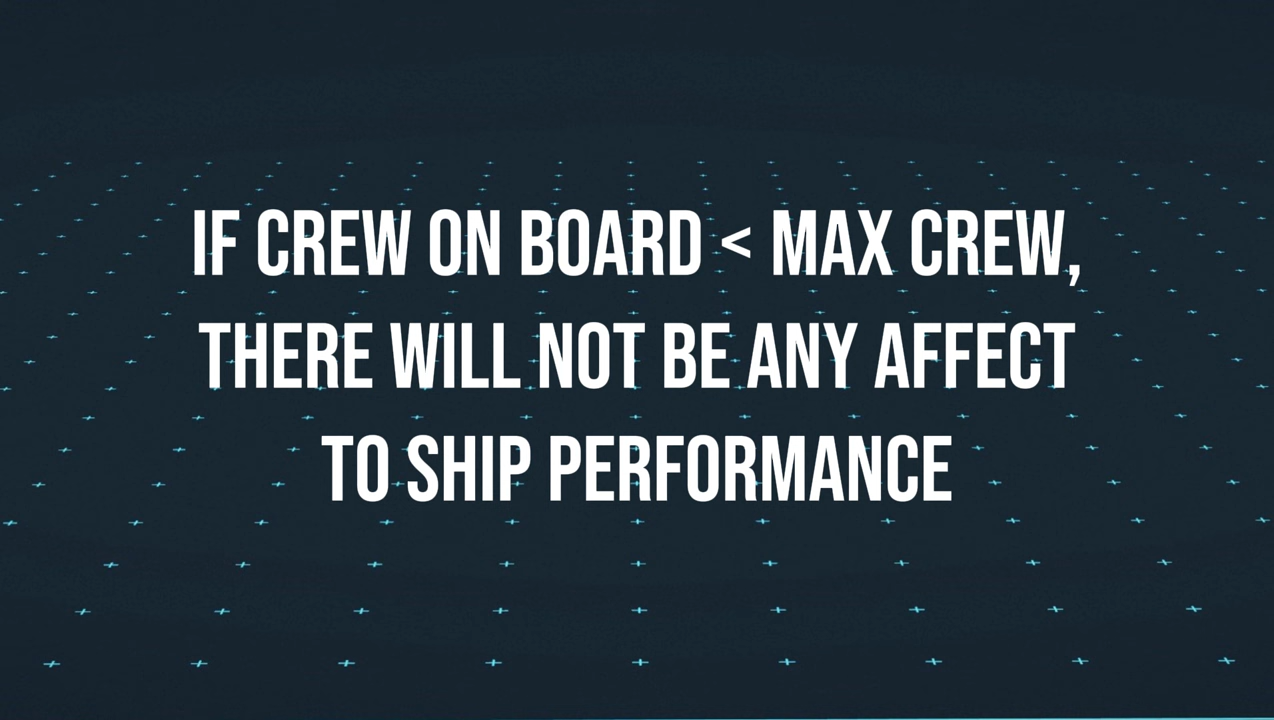 IF CREW ON BOARD < MAX CREW,
THERE WILL NOT BE ANY AFFECT
TO SHIP PERFORMANCE